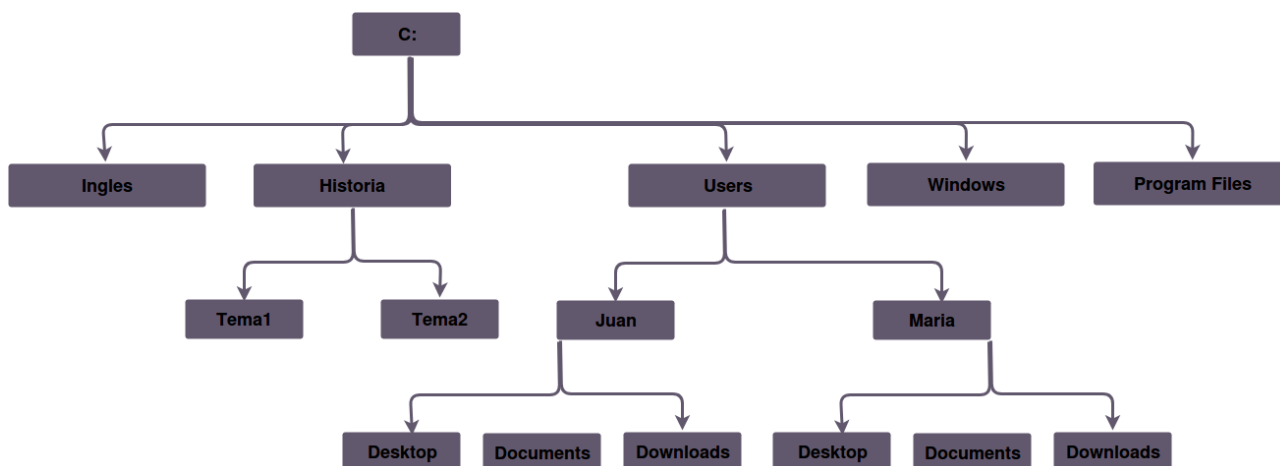 C:
Ingles
Historia
Users
Windows
Program Files
Tema1
Tema2
Juan
Maria
Desktop
Documents
Downloads
Desktop
Documents
Downloads